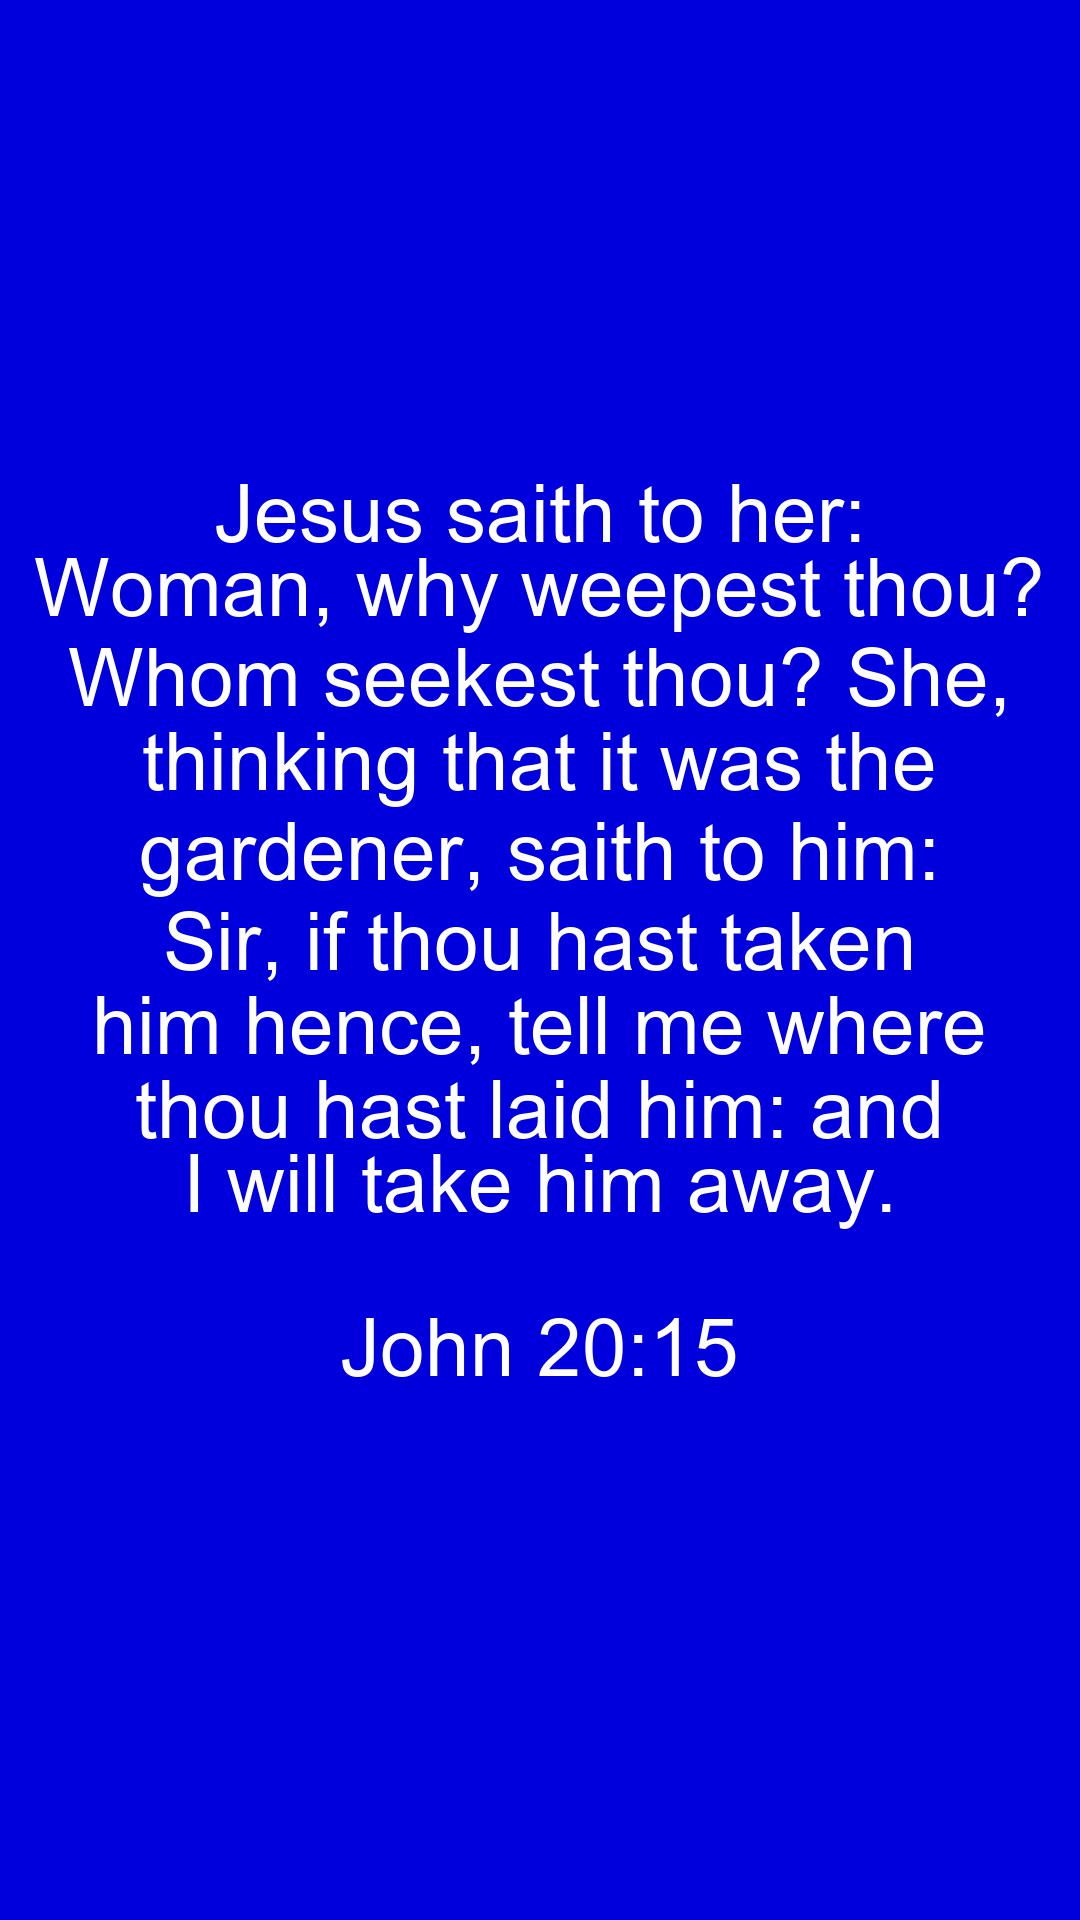 Jesus saith to her:
Woman, why weepest thou?
Whom seekest thou? She,
thinking that it was the
gardener, saith to him:
Sir, if thou hast taken
him hence, tell me where
thou hast laid him: and
I will take him away.
John 20:15